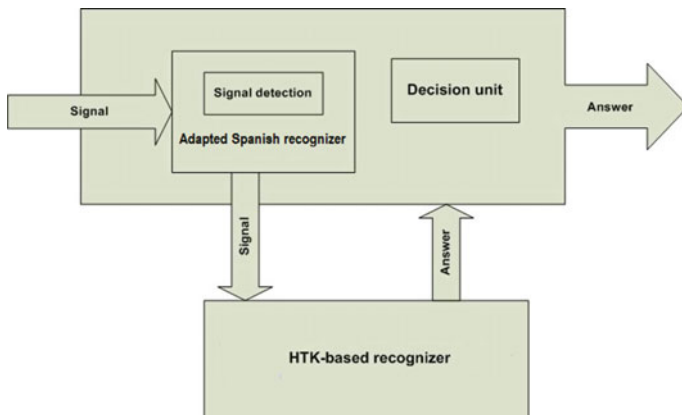 Signal
Signal detection
Adapted Spanish recognizer
Decision unit
Answer
Signal
Answer
HTK-based recognizer